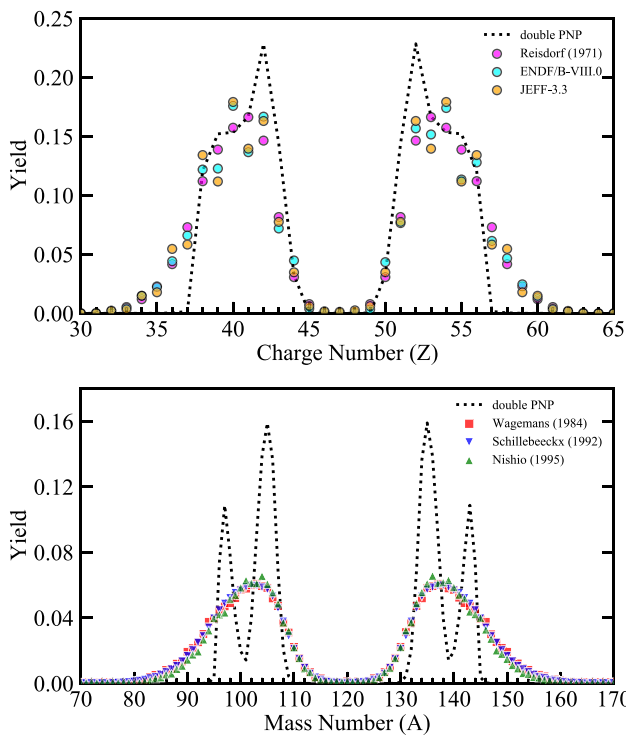 0.25
0.20
0.15
0.10
0.05
0.00
Yield
double PNP
Reisdorf (1971)
ENDF/B-VIII.0
JEFF-3.3
30 35 40 45 50 55 60 65
Charge Number (Z)
0.16
0.12
0.08
0.04
0.00
Yield
double PNP
Wagemans (1984)
Schillebeeckx (1992)
Nishio (1995)
70 80 90 100 110 120 130 140 150 160 170
Mass Number (A)